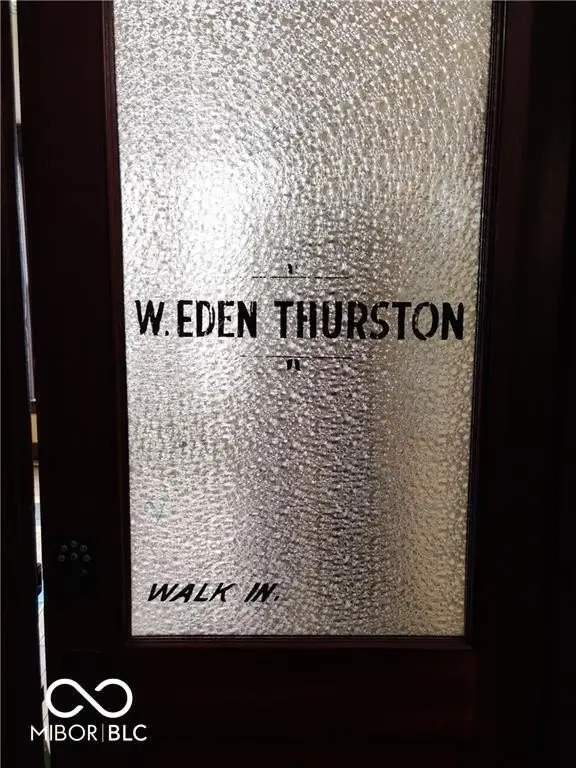 W. EDEN THURSTON
WALK IN.
MIBOR|BLC